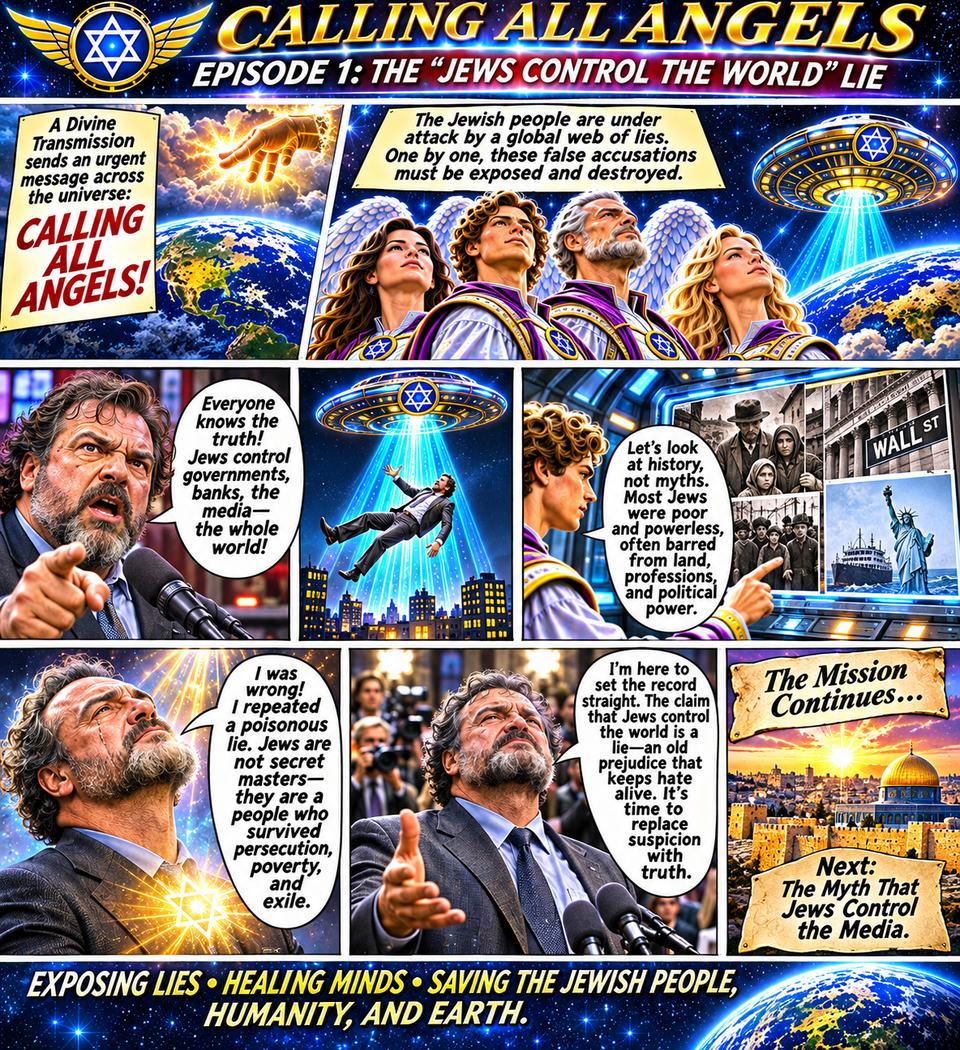 CALLING ALL ANGELS
EPISODE 1: THE "JEWS CONTROL THE WORLD" LIE
A Divine
Transmission
sends an urgent
message across
the universe:
CALLING
ALL
ANGELS!
The Jewish people are under
attack by a global web of lies.
One by one, these false accusations
must be exposed and destroyed.
Everyone
knows the
truth!
Jews control
governments,
banks, the
media—
the whole
world!
Let's look
at history,
not myths.
Most Jews
were poor
and powerless,
often barred
from land,
professions,
and political
power.
WALL ST
I was
wrong!
I repeated
a poisonous
lie. Jews are
not secret
masters—
they are a
people who
survived
persecution,
poverty,
and
exile.
I'm here to
set the record
straight. The claim
that Jews control
the world is a
lie—an old
prejudice that
keeps hate
alive. It's
time to
replace
suspicion
with
truth.
The Mission
Continues...
Next:
The Myth That
Jews Control
the Media.
EXPOSING LIES • HEALING MINDS • SAVING THE JEWISH PEOPLE,
HUMANITY, AND EARTH.